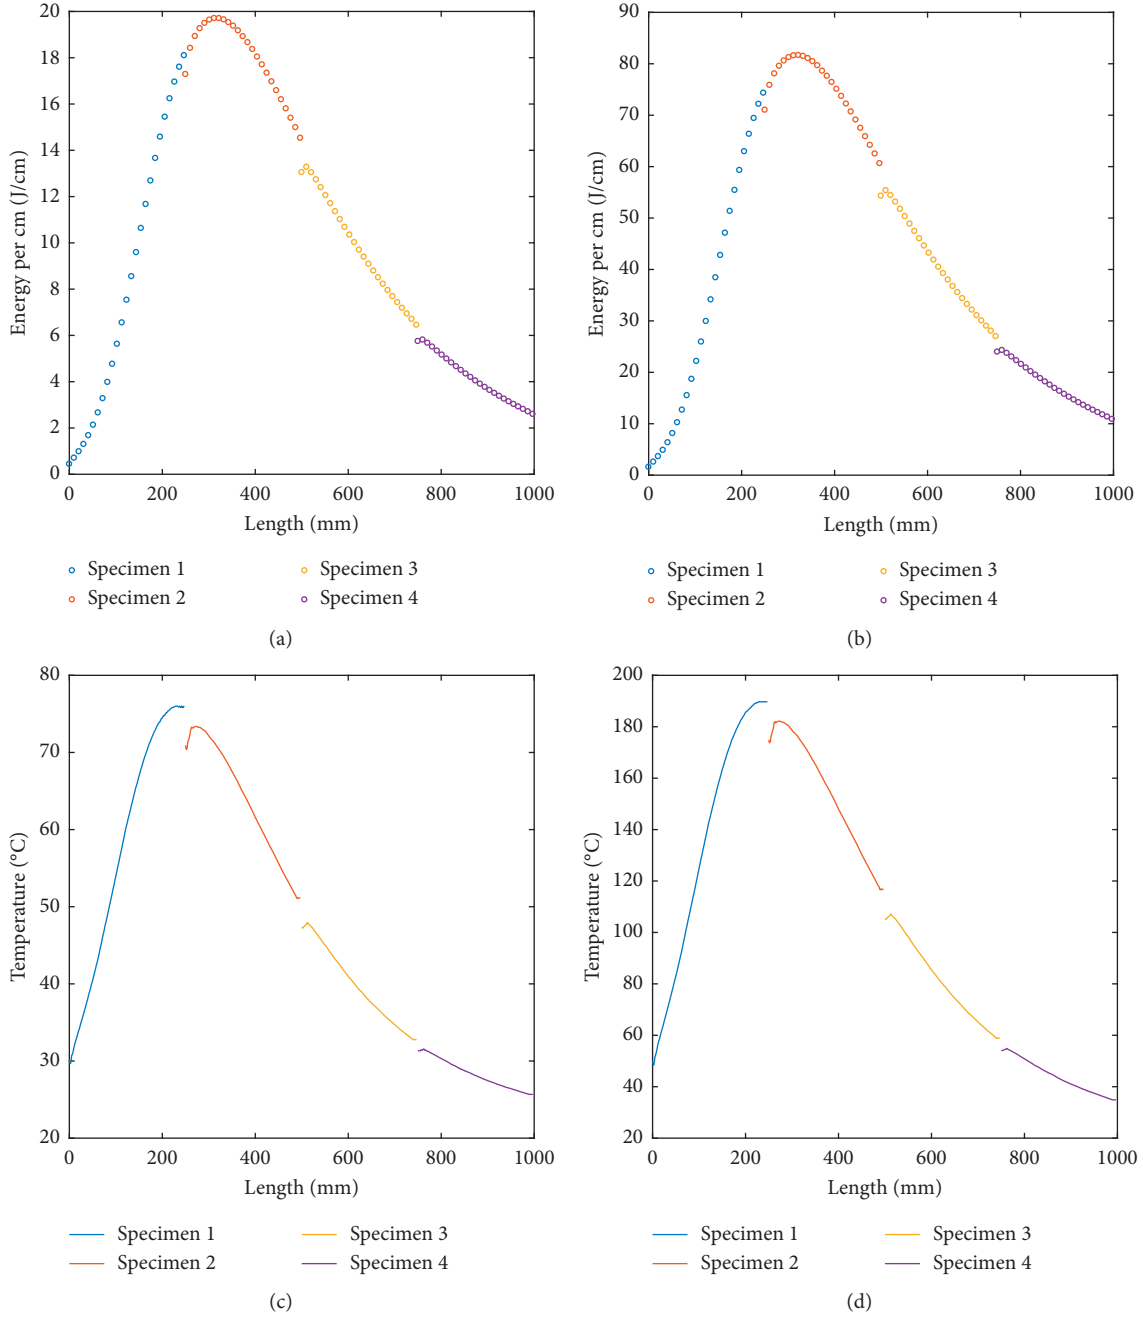 20
18
16
14
12
10
8
6
4
2
0
Energy per cm (J/cm)
0 200 400 600 800 1000
Length (mm)
Specimen 1 Specimen 3
Specimen 2 Specimen 4
(a)
90
80
70
60
50
40
30
20
10
0
Energy per cm (J/cm)
0 200 400 600 800 1000
Length (mm)
Specimen 1 Specimen 3
Specimen 2 Specimen 4
(b)
80
70
60
50
40
30
20
Temperature (°C)
0 200 400 600 800 1000
Length (mm)
Specimen 1 Specimen 3
Specimen 2 Specimen 4
(c)
200
180
160
140
120
100
80
60
40
20
Temperature (°C)
0 200 400 600 800 1000
Length (mm)
Specimen 1 Specimen 3
Specimen 2 Specimen 4
(d)